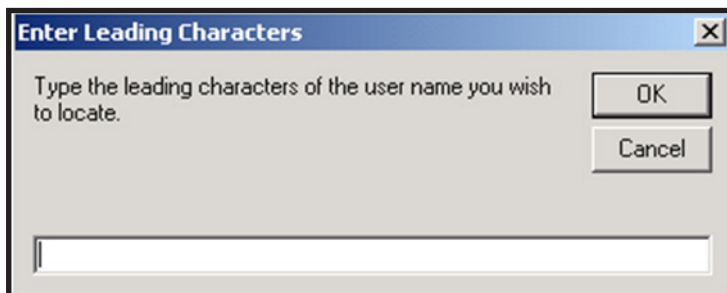 Enter Leading Characters
Type the leading characters of the user name you wish
to locate.
OK
Cancel